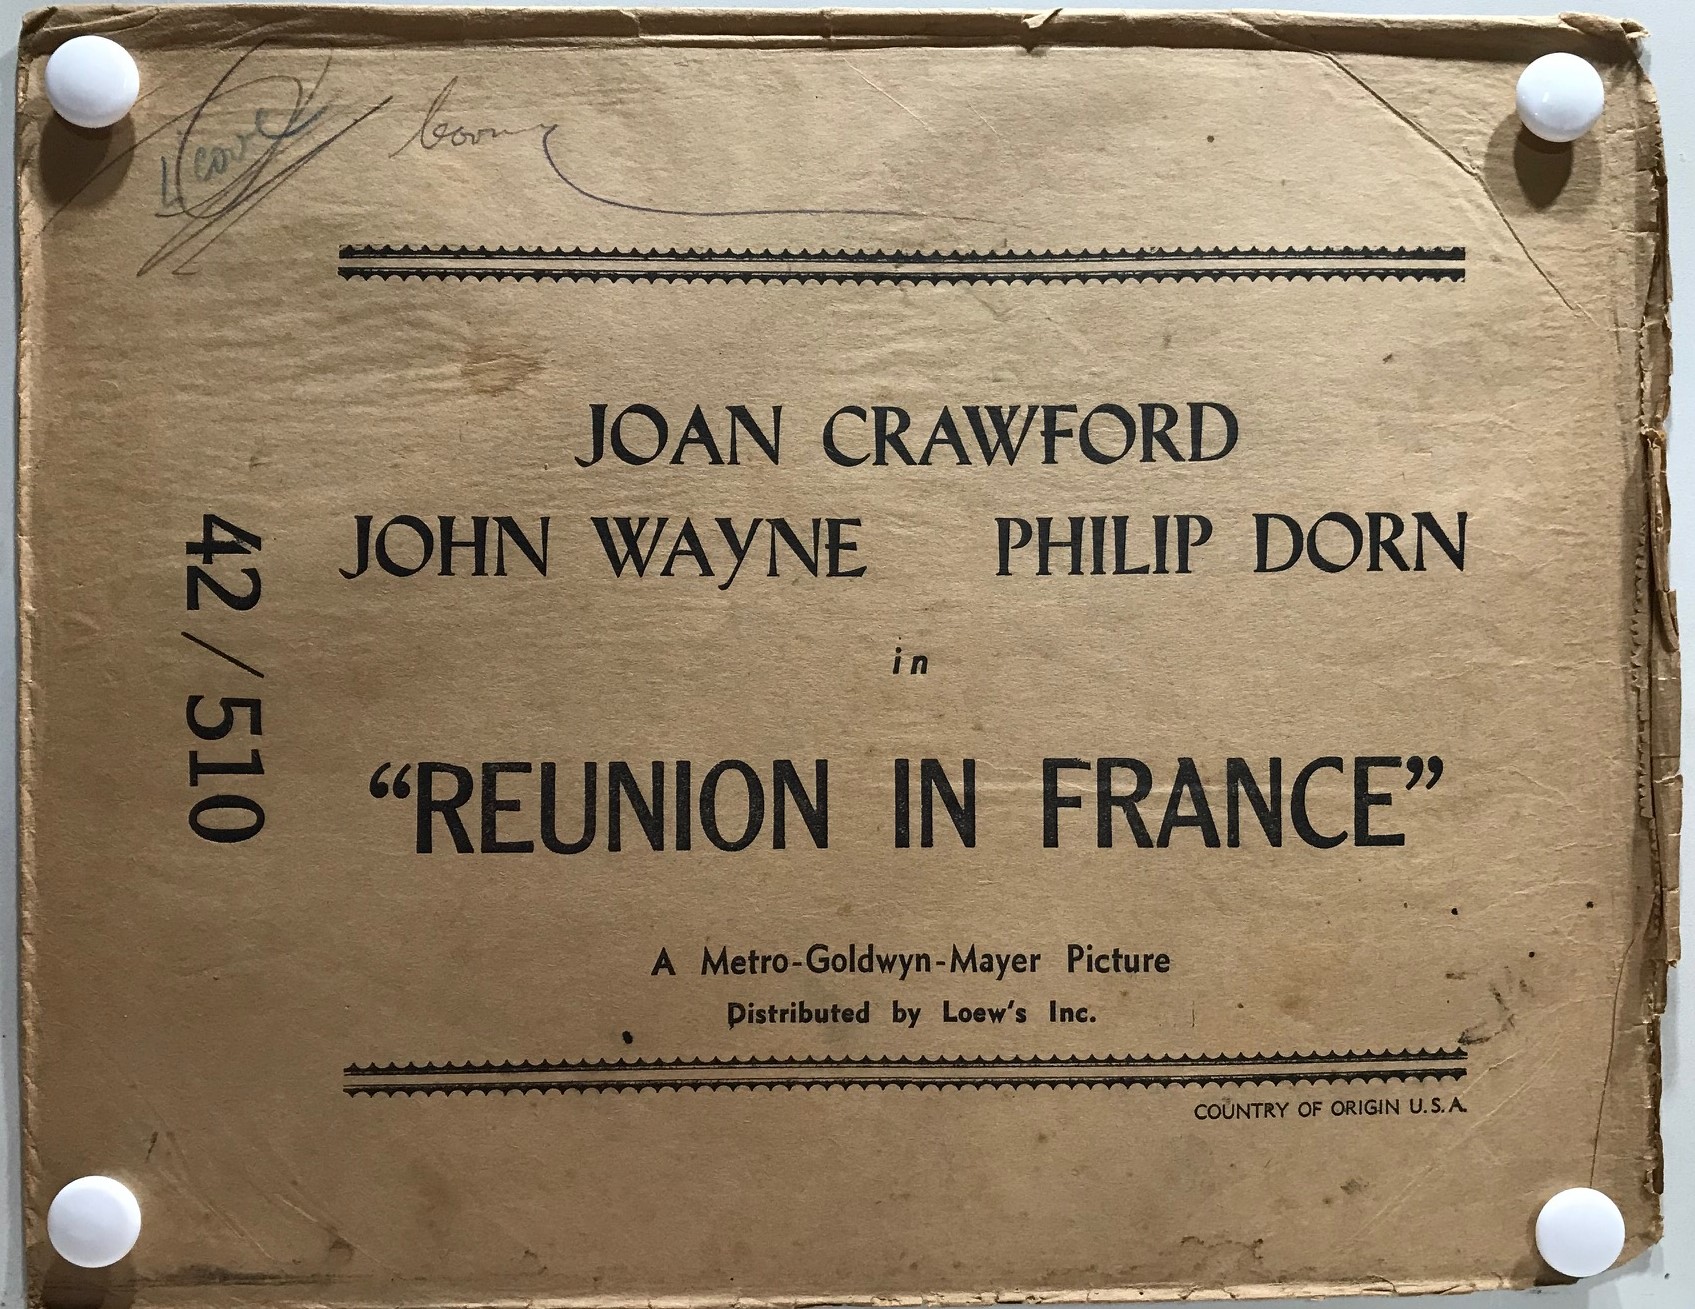 JOAN CRAWFORD
JOHN WAYNE PHILIP DORN
in
“REUNION IN FRANCE”
A Metro-Goldwyn-Mayer Picture
Distributed by Loew's Inc.
COUNTRY OF ORIGIN U.S.A.
42/510